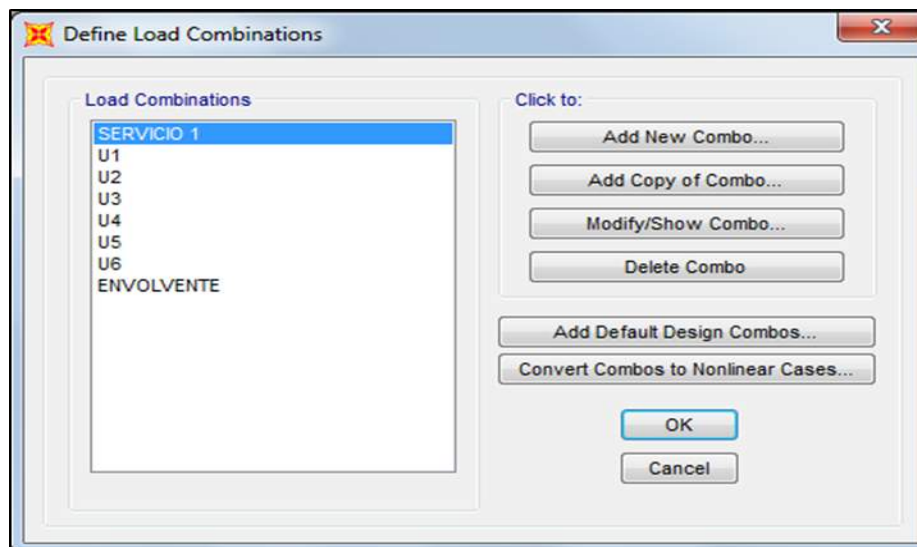 Define Load Combinations
Load Combinations
SERVICIO 1
U1
U2
U3
U4
U5
U6
ENVOLVENTE
Click to:
Add New Combo...
Add Copy of Combo...
Modify/Show Combo...
Delete Combo
Add Default Design Combos...
Convert Combos to Nonlinear Cases...
OK
Cancel